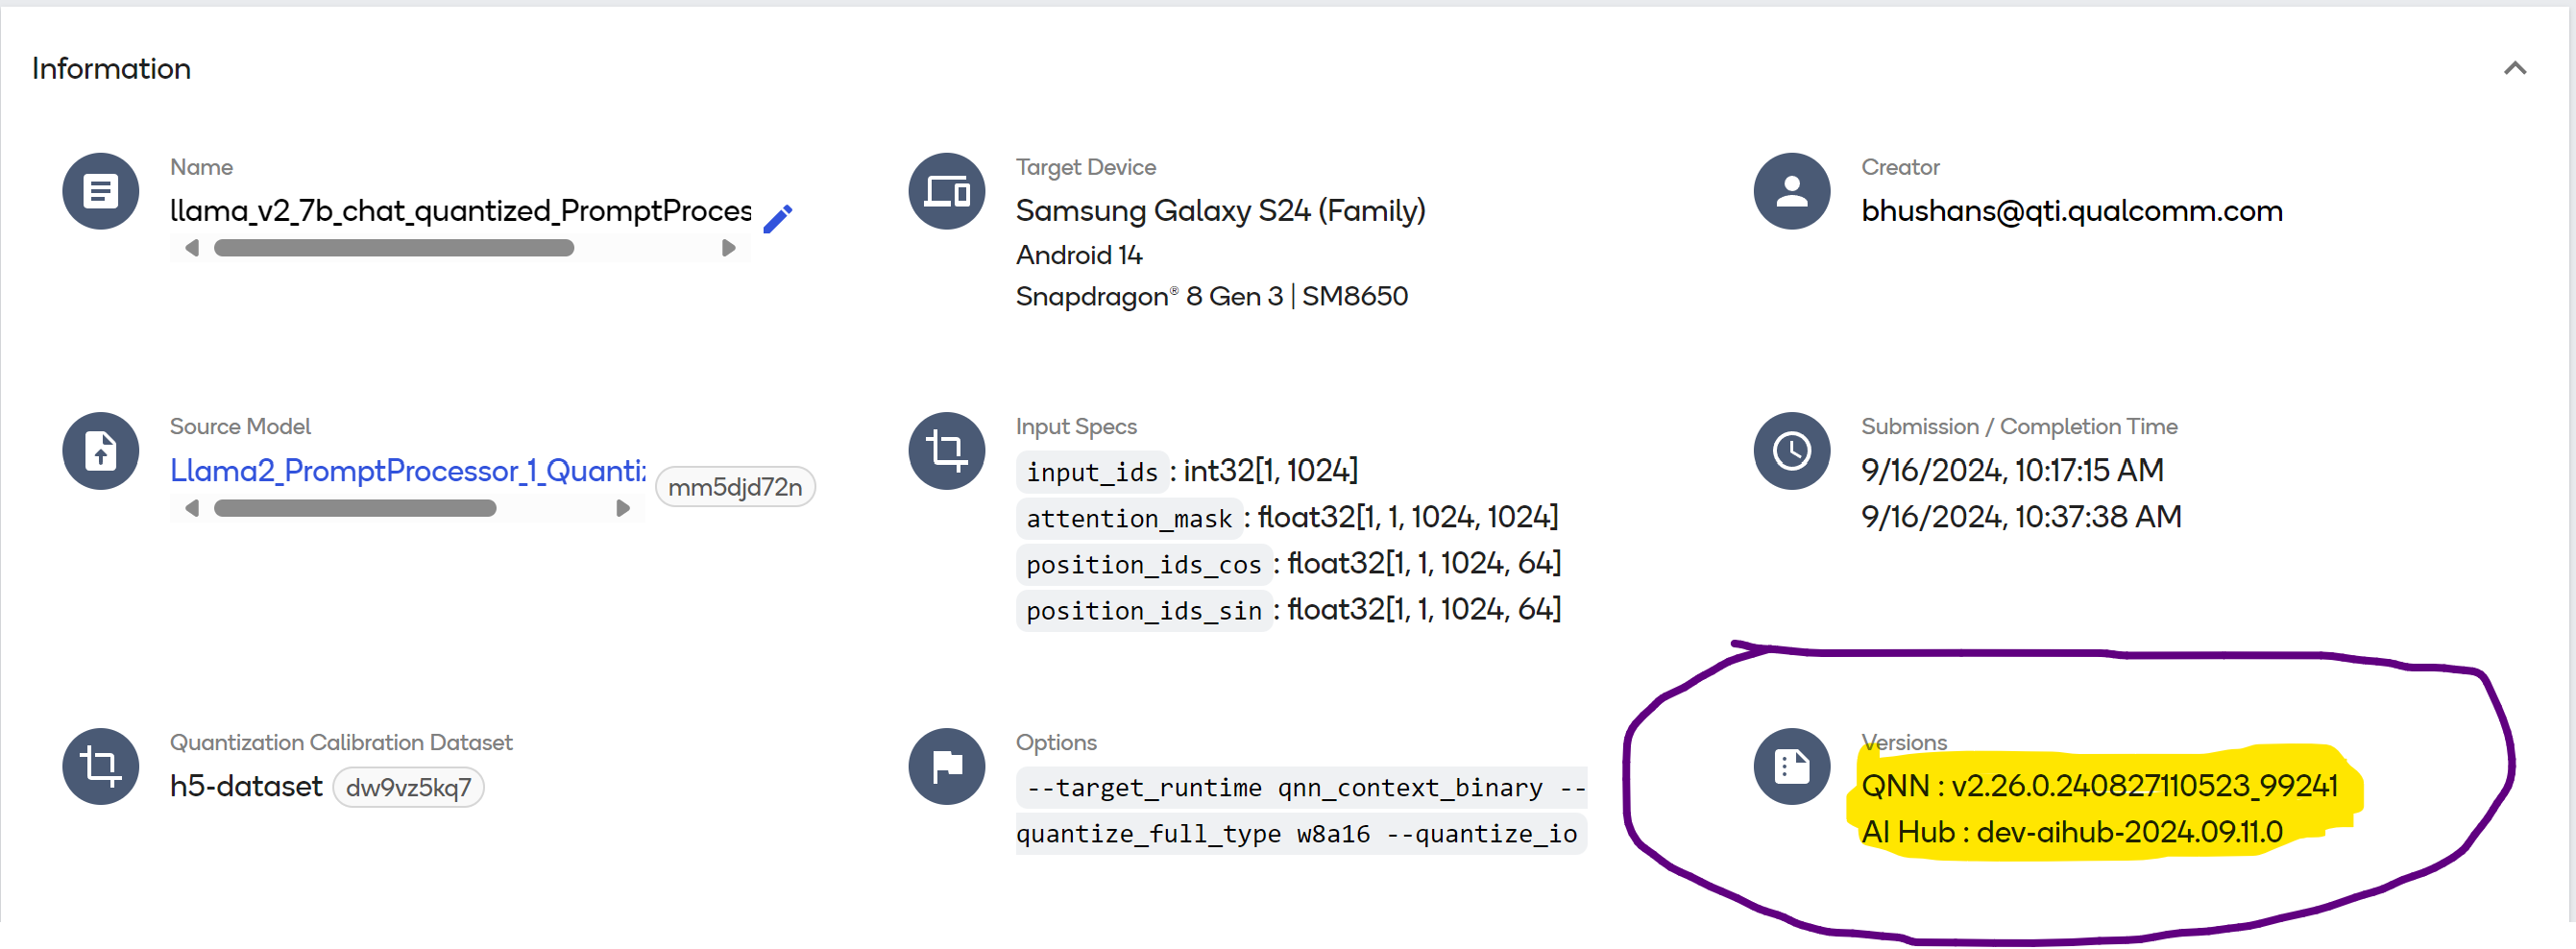 Information
Name
llama_v2_7b_chat_quantized_PromptProces
Target Device
Samsung Galaxy S24 (Family)
Android 14
Snapdragon® 8 Gen 3 | SM8650
Creator
bhushans@qti.qualcomm.com
Source Model
Llama2_PromptProcessor_1_Quanti
mm5djd72n
Input Specs
input_ids : int32[1, 1024]
attention_mask : float32[1, 1, 1024, 1024]
position_ids_cos : float32[1, 1, 1024, 64]
position_ids_sin : float32[1, 1, 1024, 64]
Submission / Completion Time
9/16/2024, 10:17:15 AM
9/16/2024, 10:37:38 AM
Quantization Calibration Dataset
h5-dataset dw9vz5kq7
Options
--target_runtime qnn_context_binary --
quantize_full_type w8a16 --quantize_io
Versions
QNN : v2.26.0.240827110523_99241
AI Hub : dev-aihub-2024.09.11.0